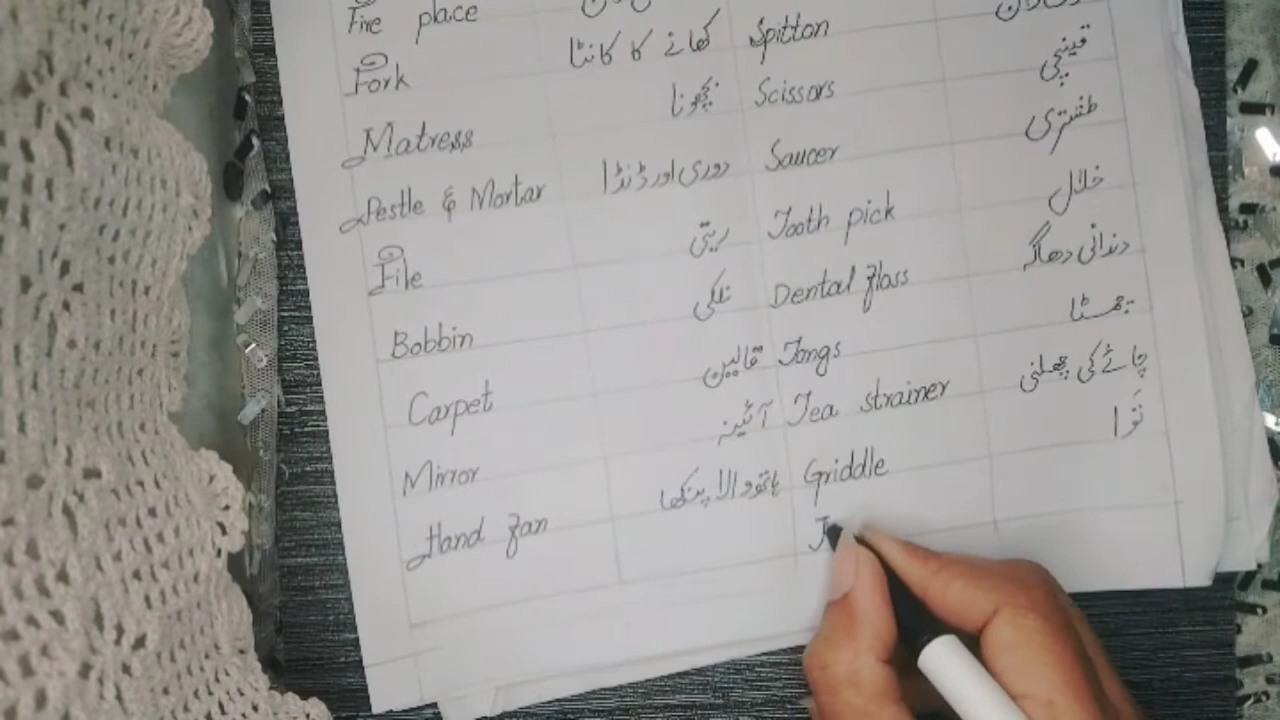 Fire place
Fork کھانے کا کانٹا Spitton
Matress بچھونا Scissors قینچی
Pestle & Mortar دوری اور ڈنڈا Saucer طشتری
File ریتی Tooth pick خلال
Bobbin نلکی Dental floss دندانی دھاگہ
Carpet قالین Tongs چمٹا
Mirror آئینہ Tea strainer چائے کی چھلنی
Hand fan ہاتھ والا پنکھا Griddle توا